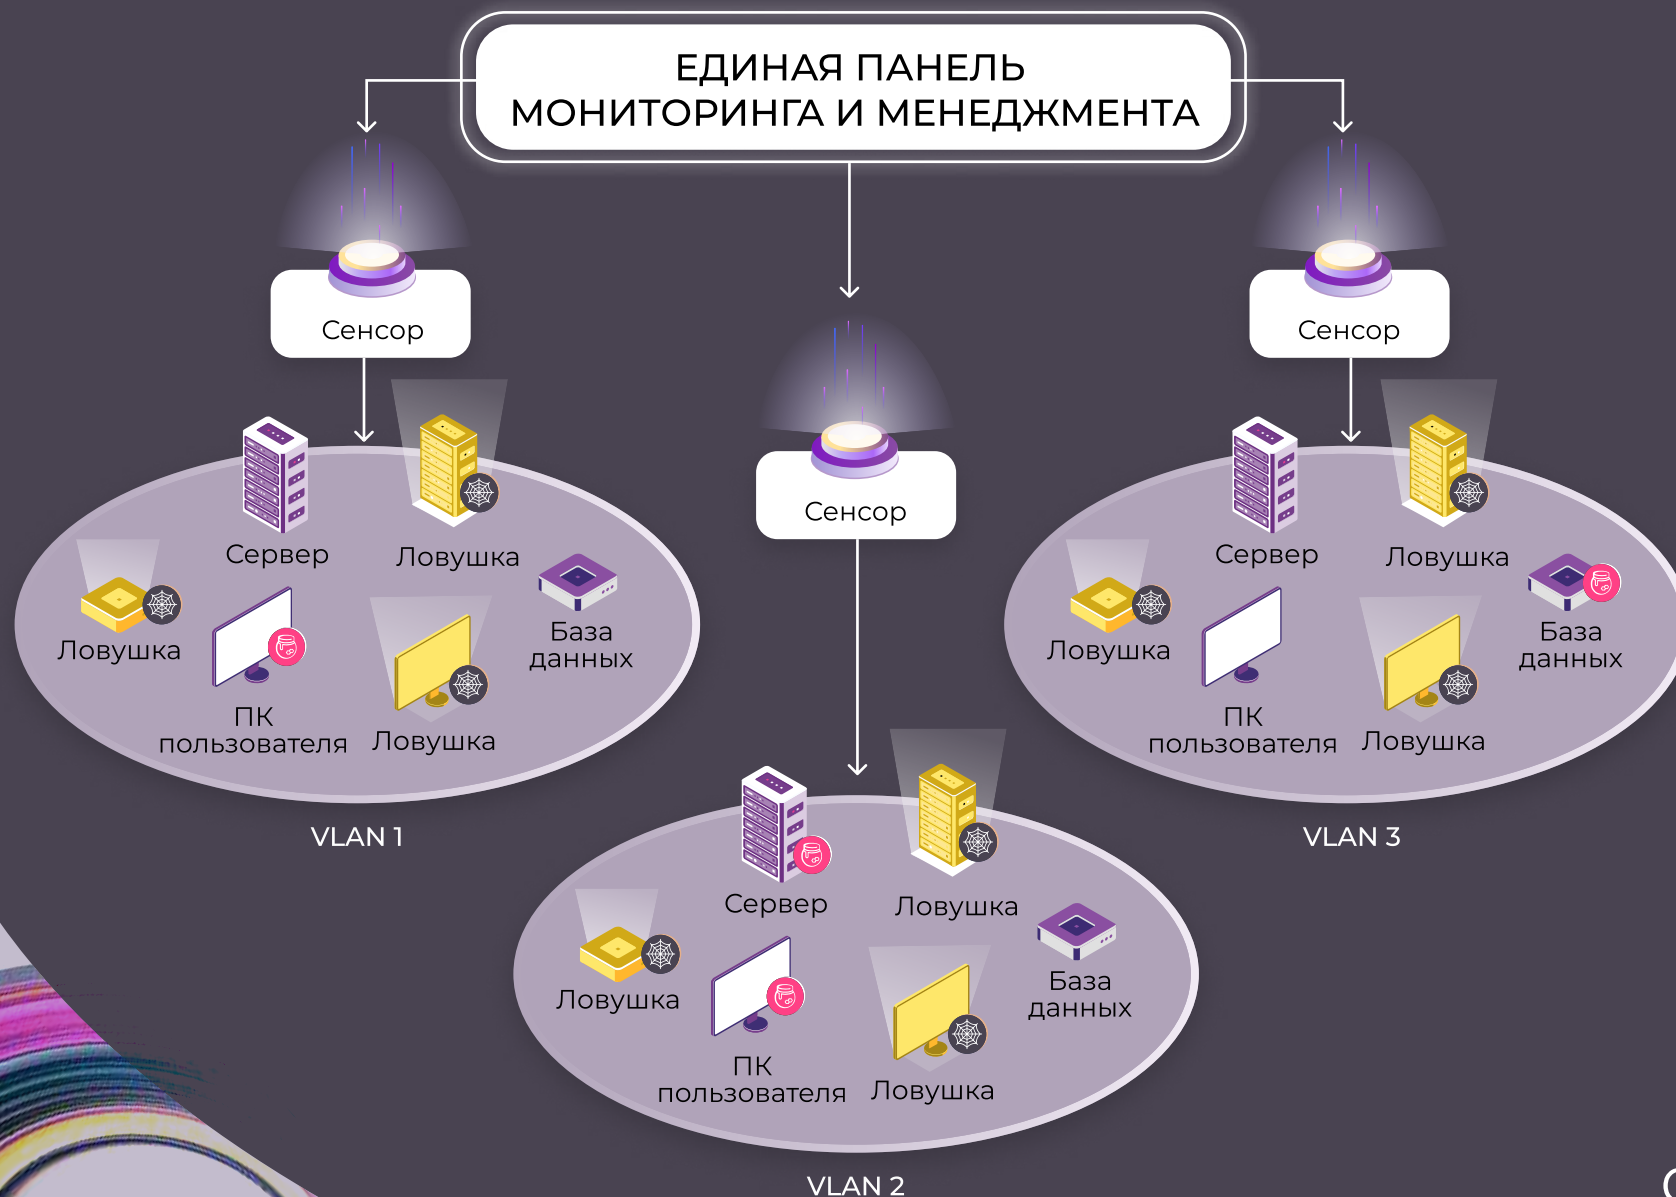 ЕДИНАЯ ПАНЕЛЬ
МОНИТОРИНГА И МЕНЕДЖМЕНТА
Сенсор
Сенсор
Сенсор
Сервер
Ловушка
Ловушка
База
данных
ПК
пользователя
Ловушка
VLAN 1
Сервер
Ловушка
Ловушка
База
данных
ПК
пользователя
Ловушка
VLAN 3
Сервер
Ловушка
Ловушка
База
данных
ПК
пользователя
Ловушка
VLAN 2